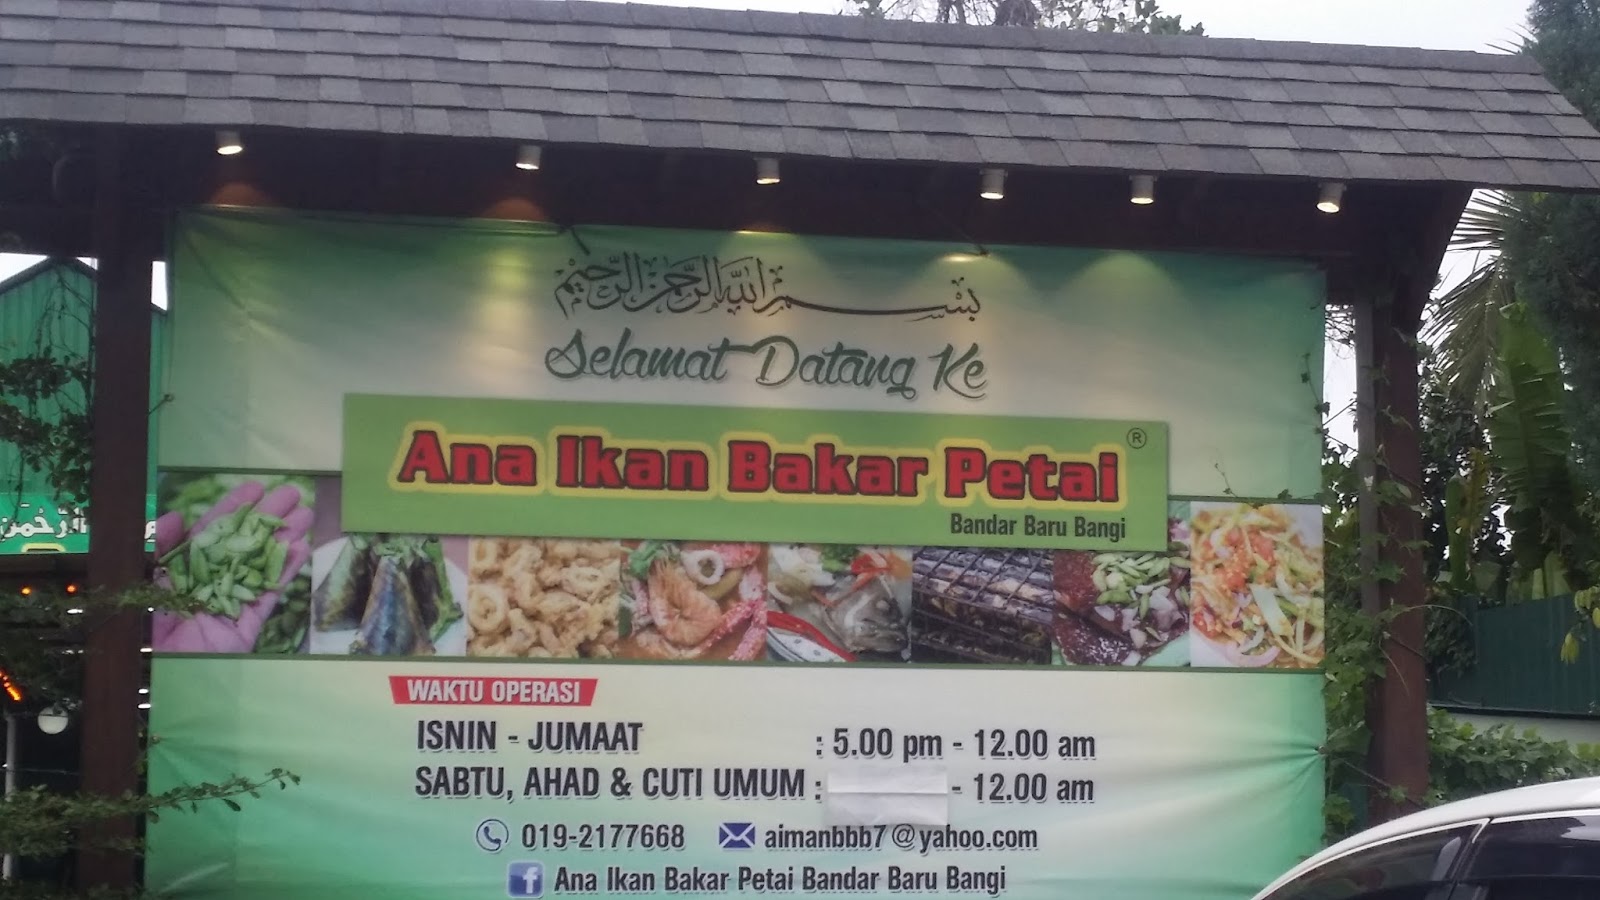 بسم الله الرحمن الرحيم
Selamat Datang Ke
Ana Ikan Bakar Petai ®
Bandar Baru Bangi
WAKTU OPERASI
ISNIN - JUMAAT : 5.00 pm - 12.00 am
SABTU, AHAD & CUTI UMUM : - 12.00 am
019-2177668 aimanbbb7@yahoo.com
Ana Ikan Bakar Petai Bandar Baru Bangi